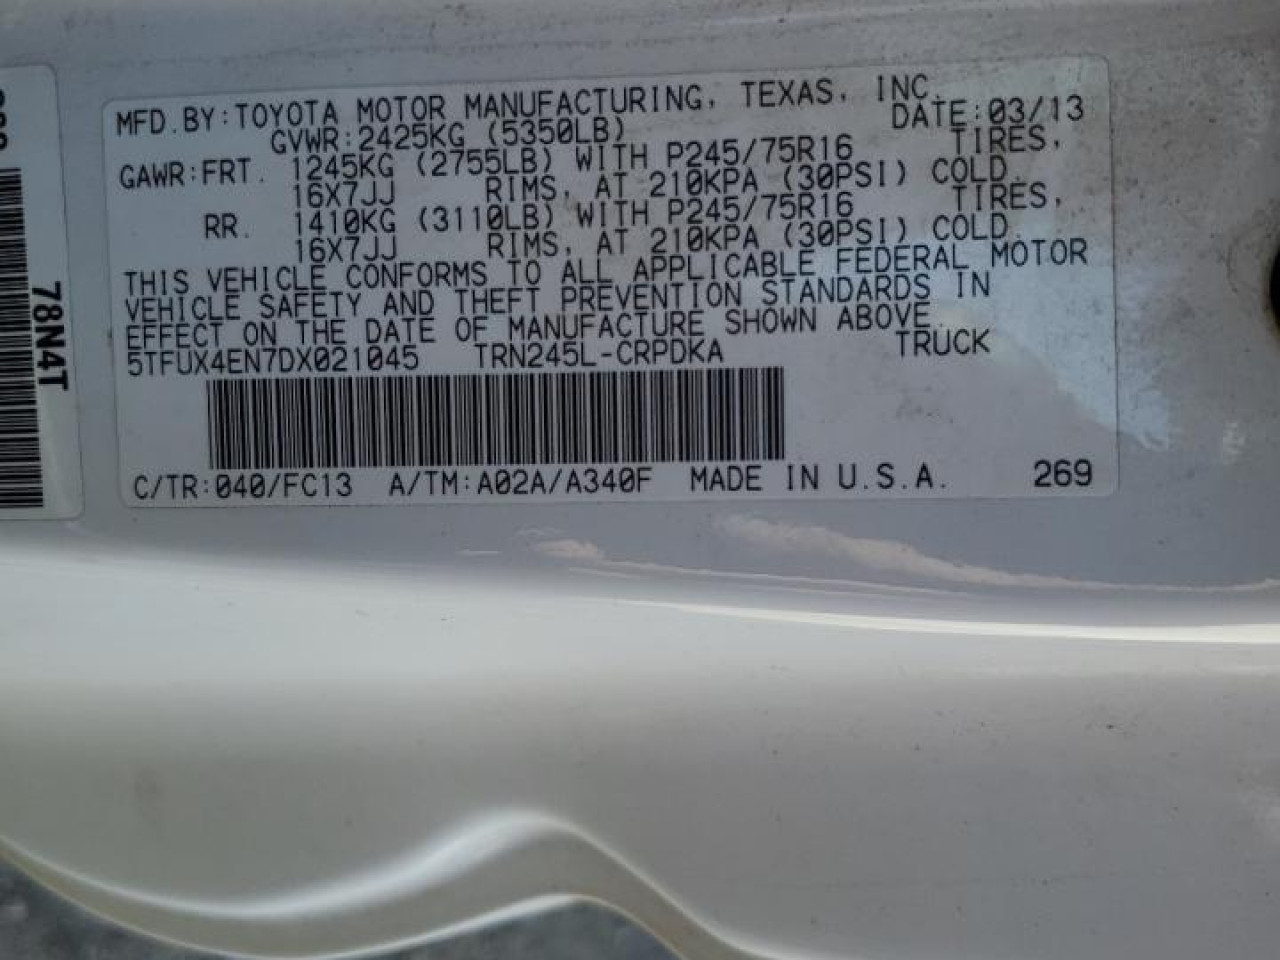 MFD.BY:TOYOTA MOTOR MANUFACTURING, TEXAS, INC.
GVWR:2425KG (5350LB) DATE:03/13
GAWR:FRT. 1245KG (2755LB) WITH P245/75R16 TIRES,
16X7JJ RIMS, AT 210KPA (30PSI) COLD.
RR. 1410KG (3110LB) WITH P245/75R16 TIRES,
16X7JJ RIMS, AT 210KPA (30PSI) COLD.
THIS VEHICLE CONFORMS TO ALL APPLICABLE FEDERAL MOTOR
VEHICLE SAFETY AND THEFT PREVENTION STANDARDS IN
EFFECT ON THE DATE OF MANUFACTURE SHOWN ABOVE.
5TFUX4EN7DX021045 TRN245L-CRPDKA TRUCK
C/TR:040/FC13 A/TM:A02A/A340F MADE IN U.S.A. 269
78N4T